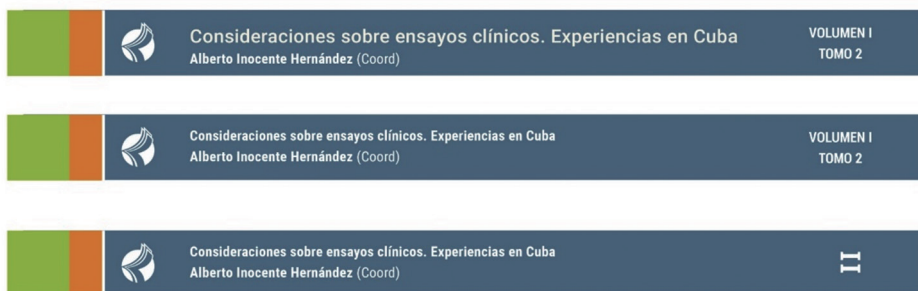 Consideraciones sobre ensayos clínicos. Experiencias en Cuba
Alberto Inocente Hernández (Coord)
VOLUMEN I
TOMO 2
Consideraciones sobre ensayos clínicos. Experiencias en Cuba
Alberto Inocente Hernández (Coord)
VOLUMEN I
TOMO 2
Consideraciones sobre ensayos clínicos. Experiencias en Cuba
Alberto Inocente Hernández (Coord)
II